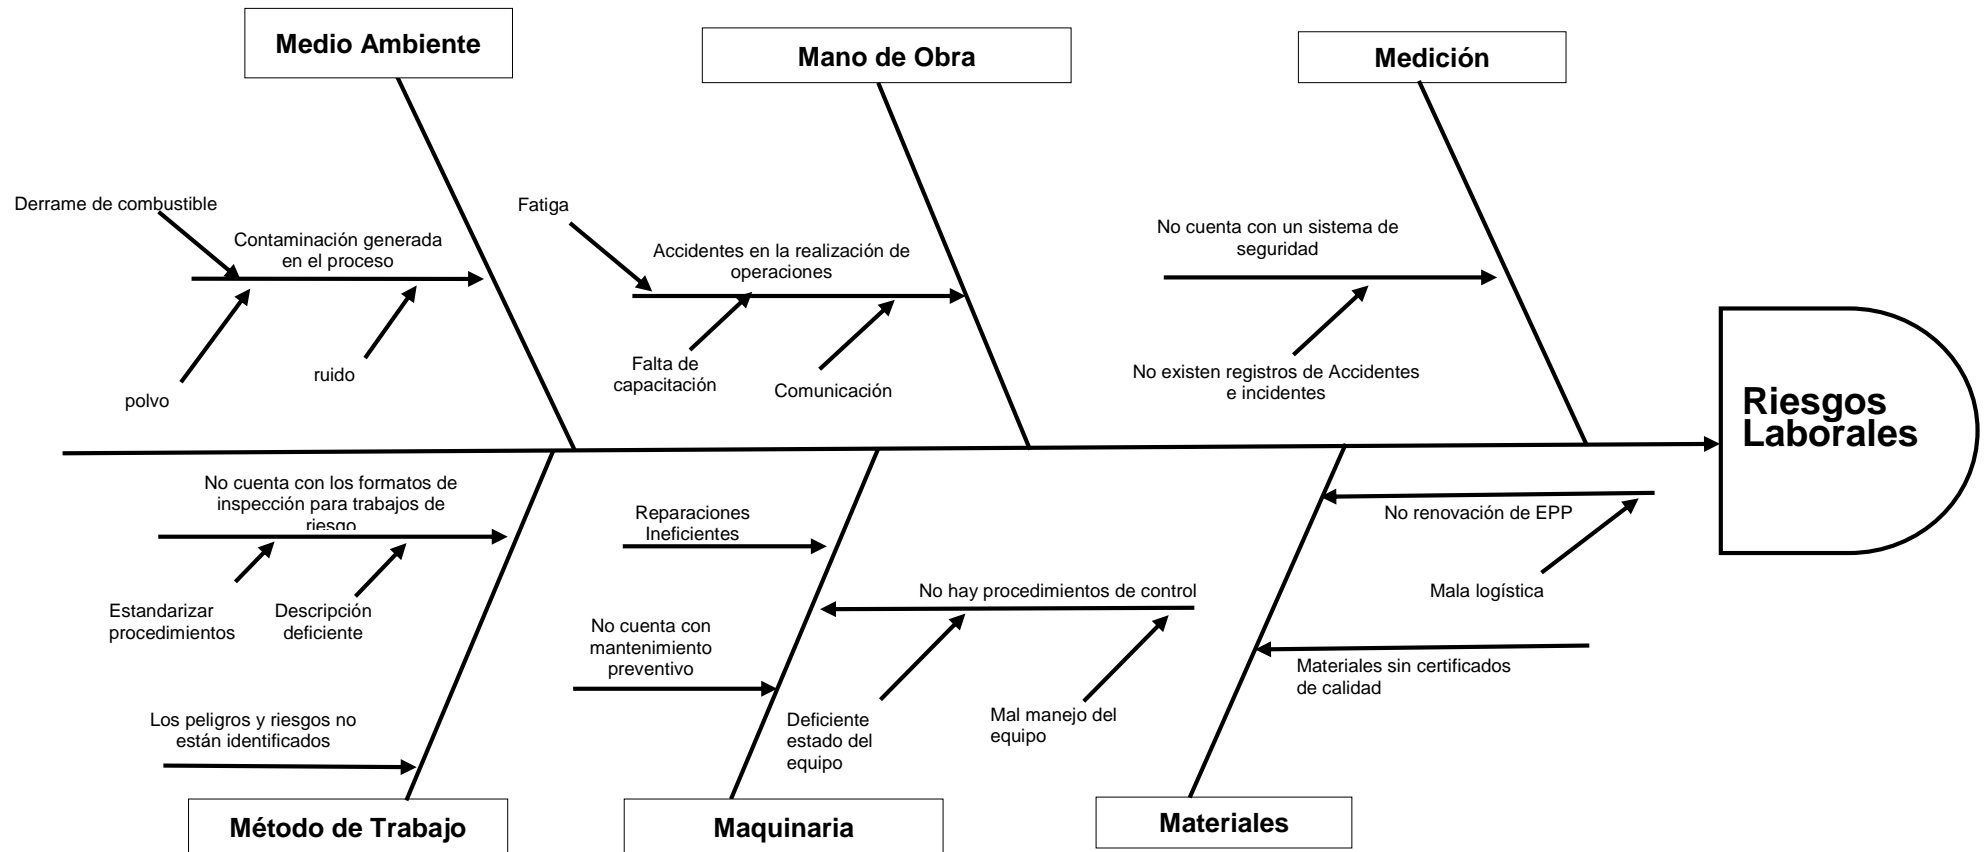 Medio Ambiente
Mano de Obra
Medición
Derrame de combustible
Contaminación generada
en el proceso
polvo
ruido
Fatiga
Accidentes en la realización de
operaciones
Falta de
capacitación
Comunicación
No cuenta con un sistema de
seguridad
No existen registros de Accidentes
e incidentes
Riesgos
Laborales
No cuenta con los formatos de
inspección para trabajos de
riesgo
Estandarizar
procedimientos
Descripción
deficiente
Los peligros y riesgos no
están identificados
Reparaciones
Ineficientes
No cuenta con
mantenimiento
preventivo
No hay procedimientos de control
Deficiente
estado del
equipo
Mal manejo del
equipo
No renovación de EPP
Mala logística
Materiales sin certificados
de calidad
Método de Trabajo
Maquinaria
Materiales